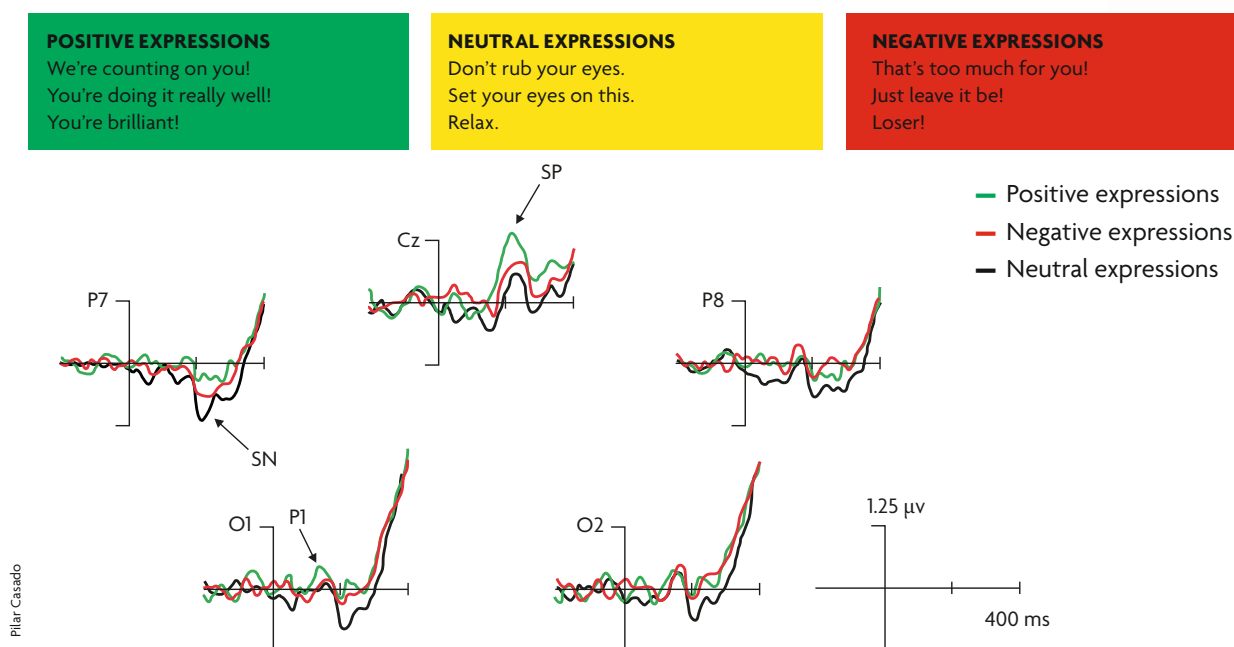 POSITIVE EXPRESSIONS
We're counting on you!
You're doing it really well!
You're brilliant!
NEUTRAL EXPRESSIONS
Don't rub your eyes.
Set your eyes on this.
Relax.
NEGATIVE EXPRESSIONS
That's too much for you!
Just leave it be!
Loser!
SP
Positive expressions
Negative expressions
Neutral expressions
Cz
P7
P8
SN
O1
P1
O2
1.25 μv
400 ms
Pilar Casado